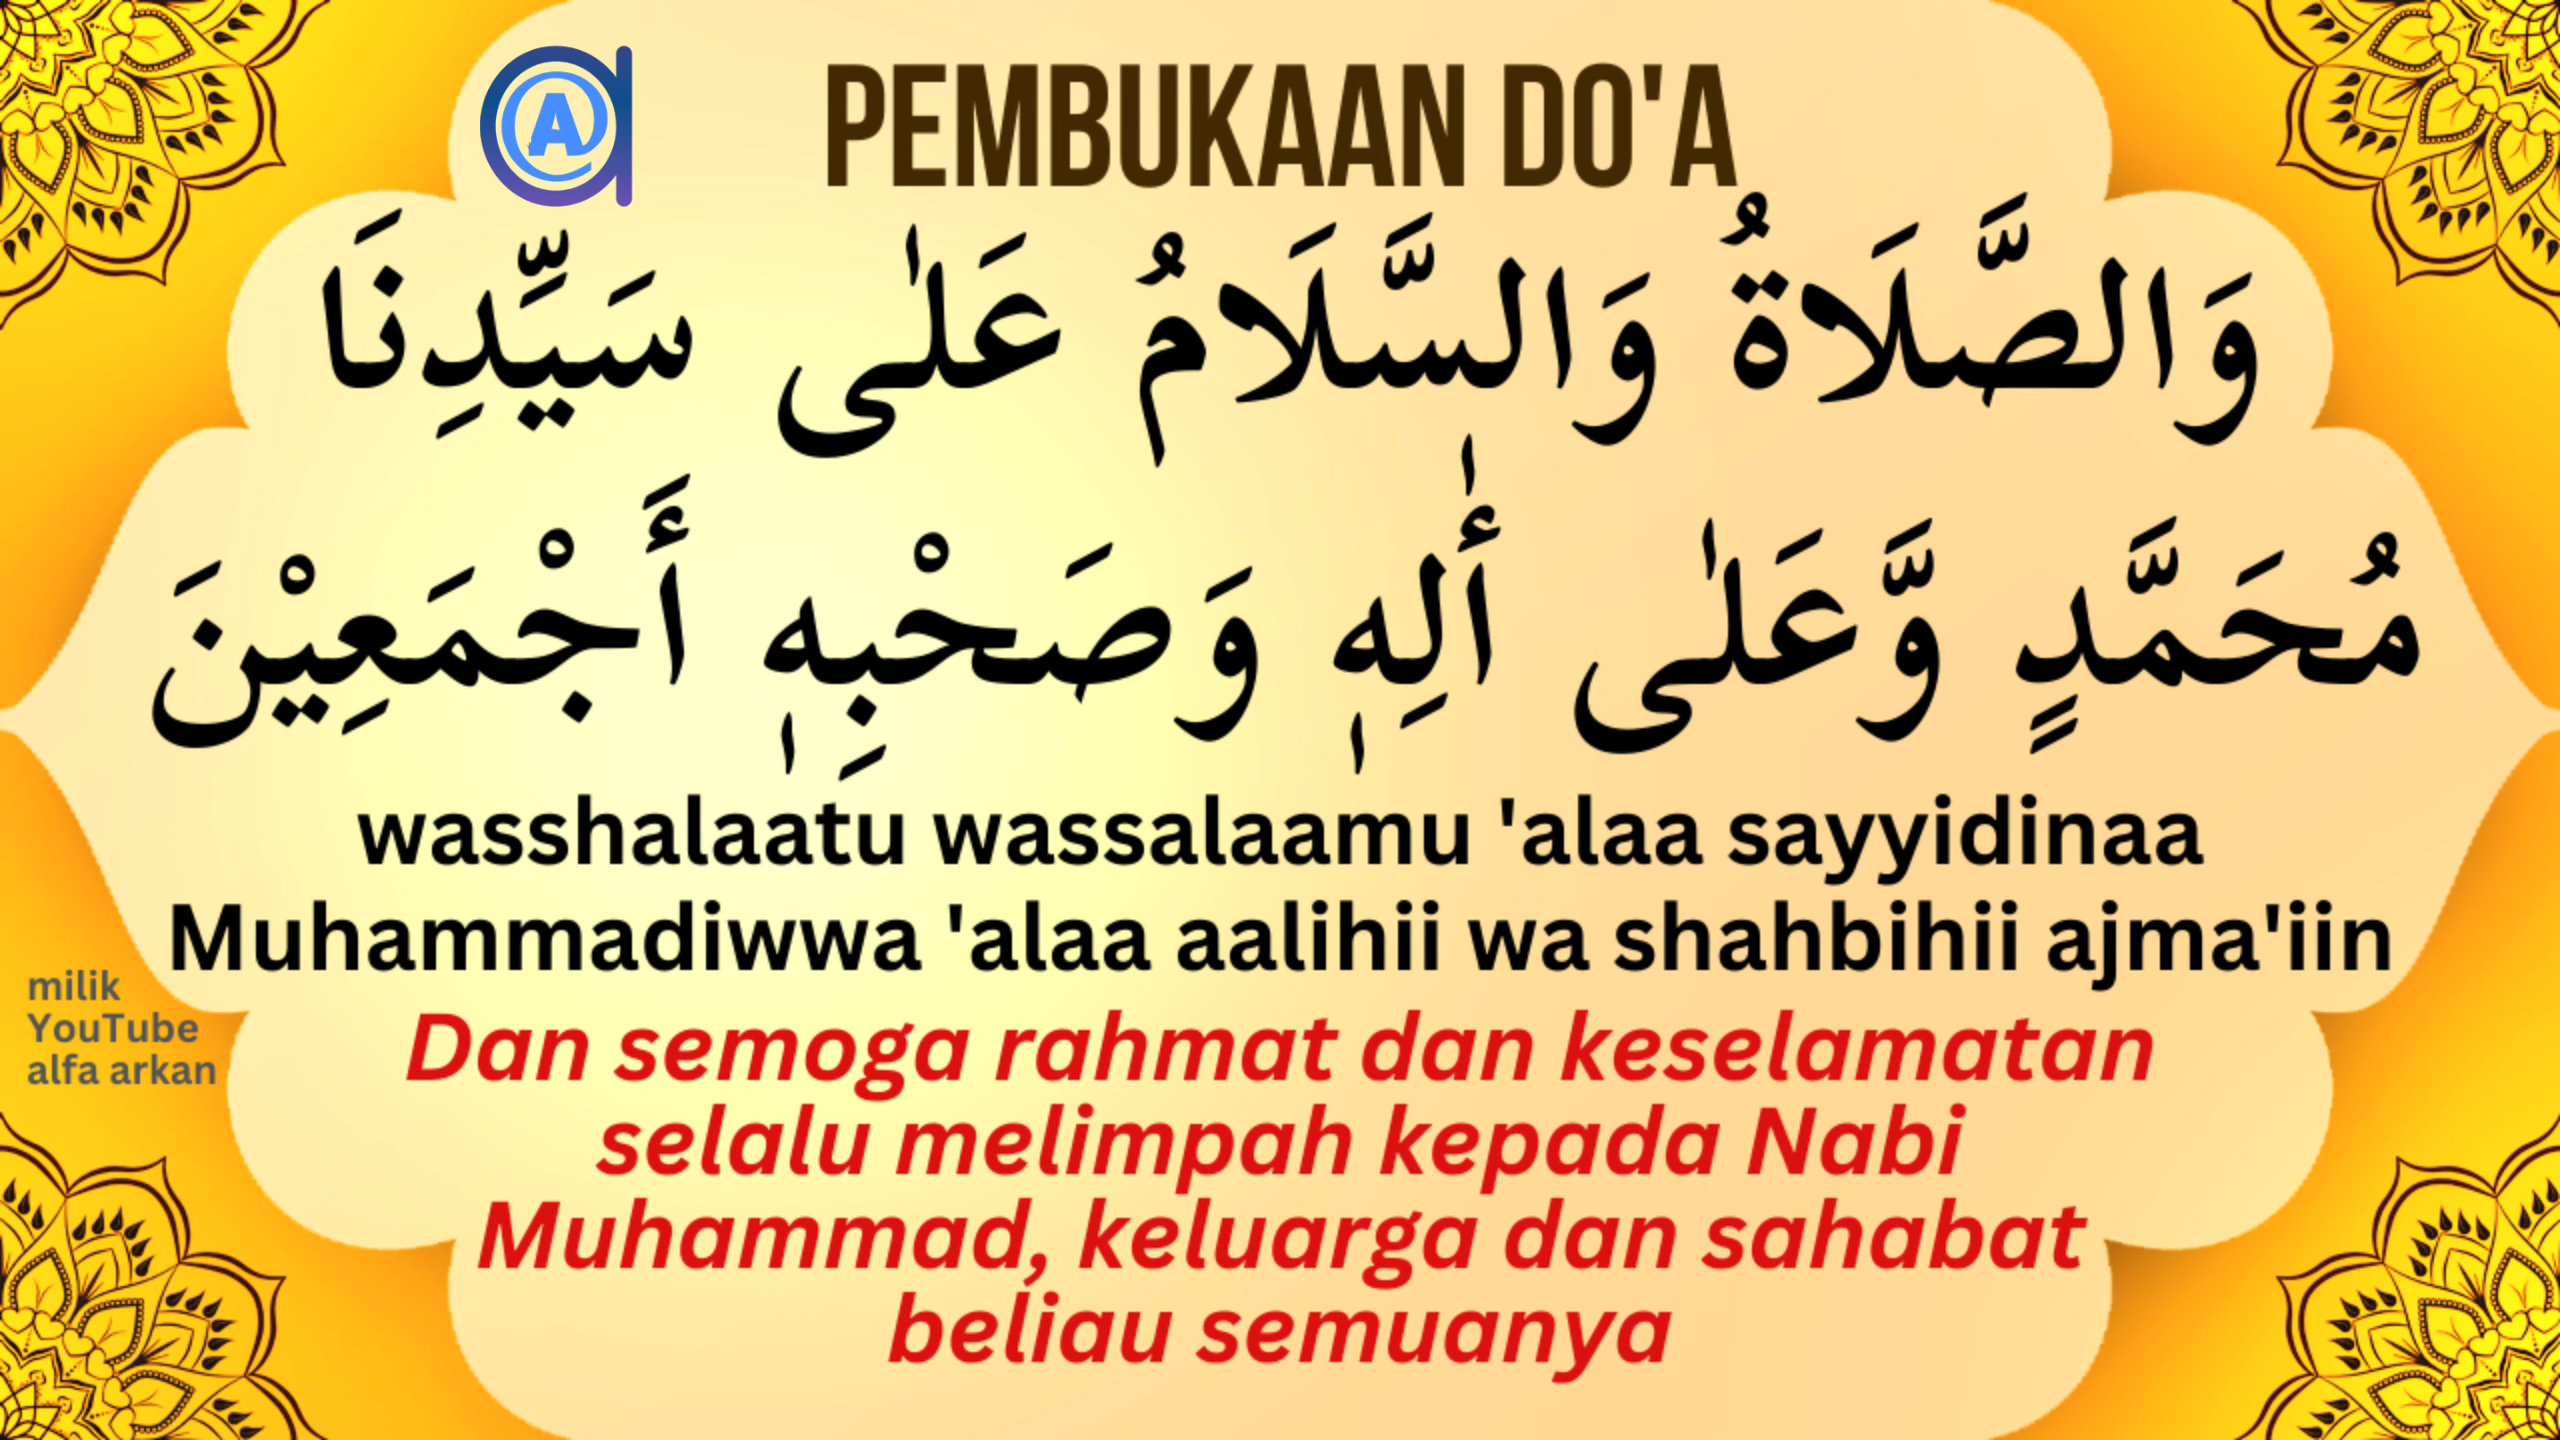 A
PEMBUKAAN DO'A
وَالصَّلَاةُ وَالسَّلَامُ عَلٰى سَيِّدِنَا
مُحَمَّدٍ وَّعَلٰى أٰلِهٖ وَصَحْبِهٖ أَجْمَعِيْنَ
wasshalaatu wassalaamu 'alaa sayyidinaa
Muhammadiwwa 'alaa aalihii wa shahbihii ajma'iin
milik
YouTube
alfa arkan
Dan semoga rahmat dan keselamatan
selalu melimpah kepada Nabi
Muhammad, keluarga dan sahabat
beliau semuanya